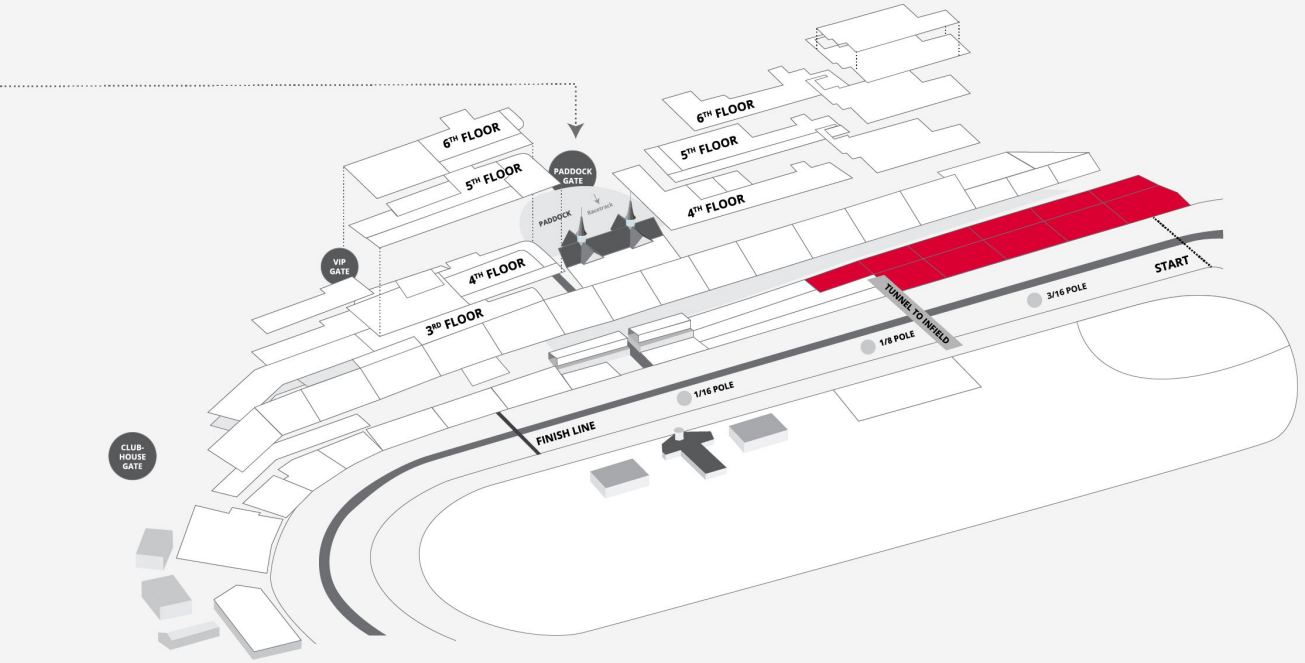 6TH FLOOR
6TH FLOOR
5TH FLOOR
5TH FLOOR
PADDOCK
GATE
4TH FLOOR
PADDOCK
Racetrack
VIP
GATE
4TH FLOOR
3RD FLOOR
START
3/16 POLE
TUNNEL TO INFIELD
1/8 POLE
1/16 POLE
FINISH LINE
CLUB-
HOUSE
GATE